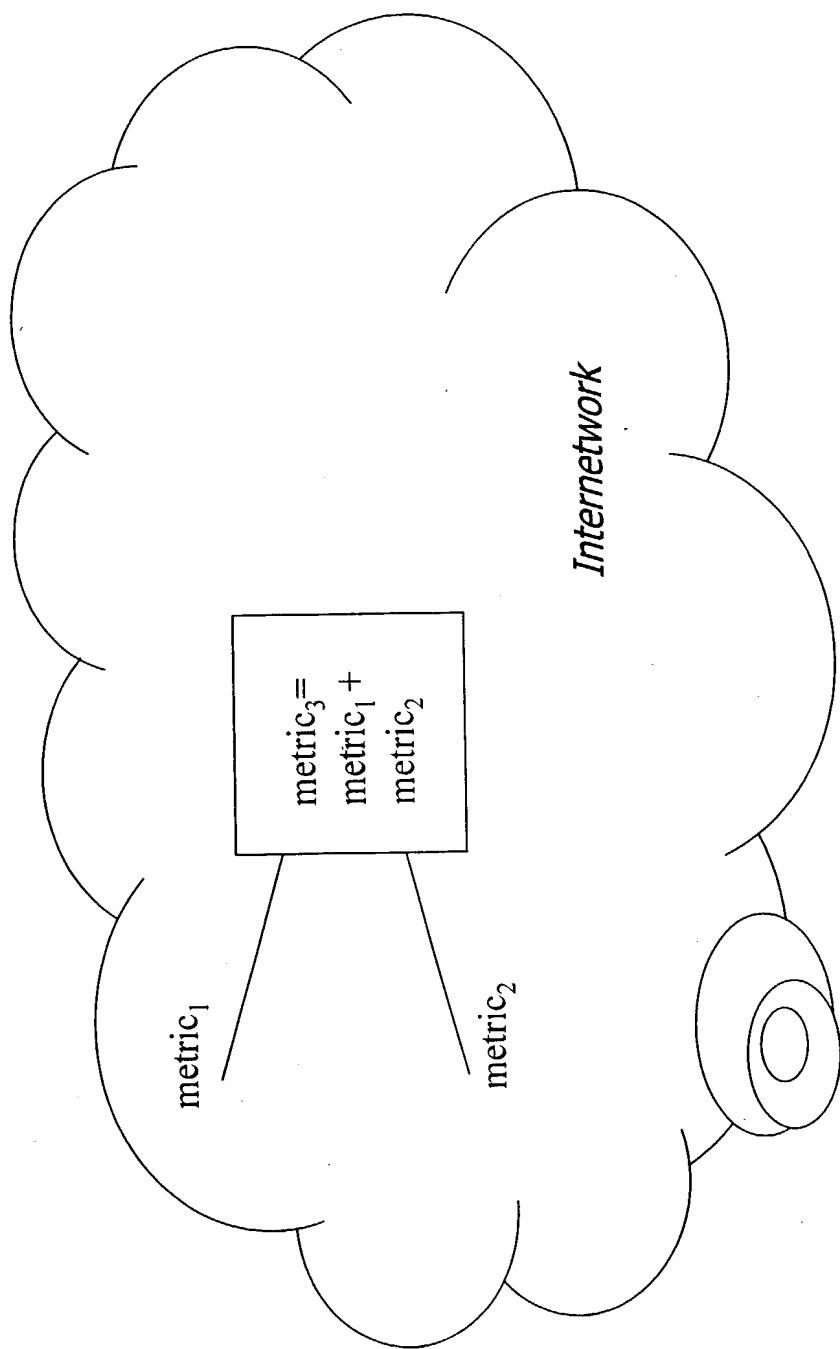 metric₁
metric₃=
metric₁ +
metric₂
metric₂
Internetwork